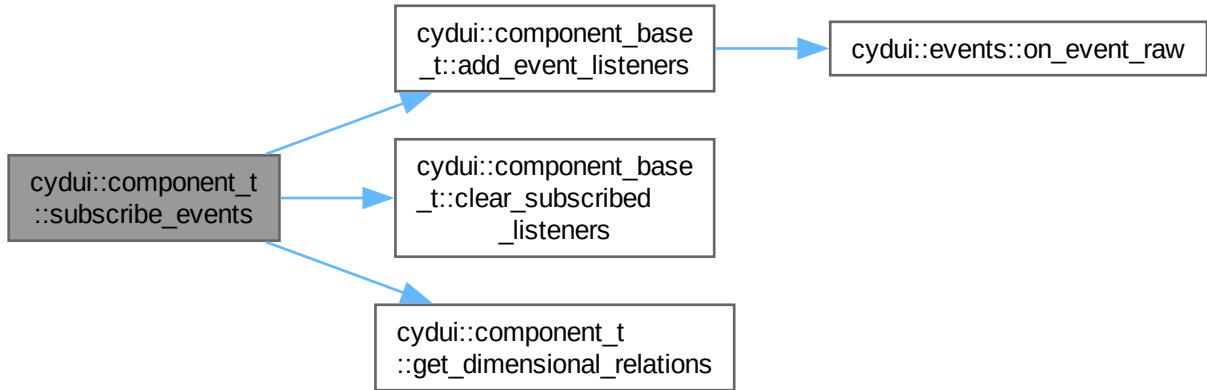 cydui::component_base
_t::add_event_listeners
cydui::events::on_event_raw
cydui::component_t
::subscribe_events
cydui::component_base
_t::clear_subscribed
_listeners
cydui::component_t
::get_dimensional_relations